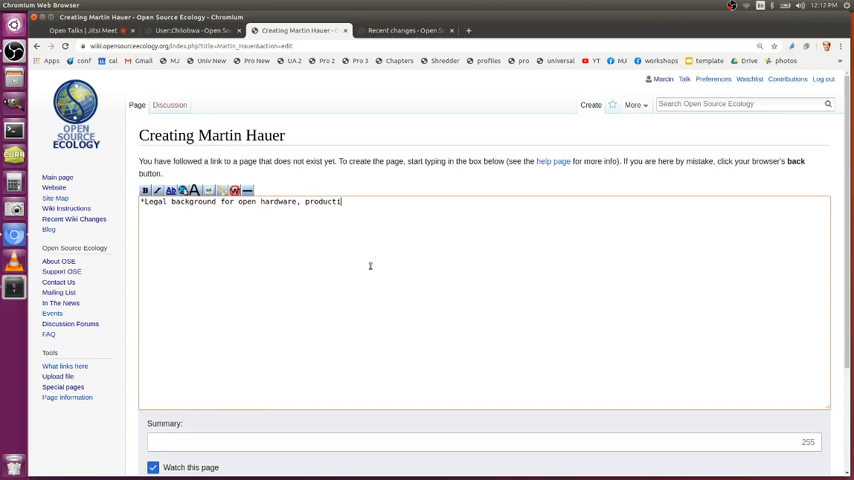 Chromium Web Browser
12:12 PM
Creating Martin Hauer - Open Source Ecology - Chromium
Open Talks | Jitsi Meet
User:Chilobwa - Open So
Creating Martin Hauer - O
Recent changes - Open So
wiki.opensourceecology.org/index.php?title=Martin_Hauer&action=edit
Apps conf cal Gmail Univ New Pro New UA 2 Pro 2 Pro 3 Chapters Shredder profiles pro universal YT MJ workshops template Drive photos
Marcin Talk Preferences Watchlist Contributions Log out
Page Discussion Create More Search Open Source Ecology
OPEN SOURCE ECOLOGY
Creating Martin Hauer
You have followed a link to a page that does not exist yet. To create the page, start typing in the box below (see the help page for more info). If you are here by mistake, click your browser's back
button.
*Legal background for open hardware, producti
Main page
Website
Site Map
Wiki Instructions
Recent Wiki Changes
Blog
Open Source Ecology
About OSE
Support OSE
Contact Us
Mailing List
In The News
Events
Discussion Forums
FAQ
Tools
What links here
Upload file
Special pages
Page information
Summary:
255
Watch this page